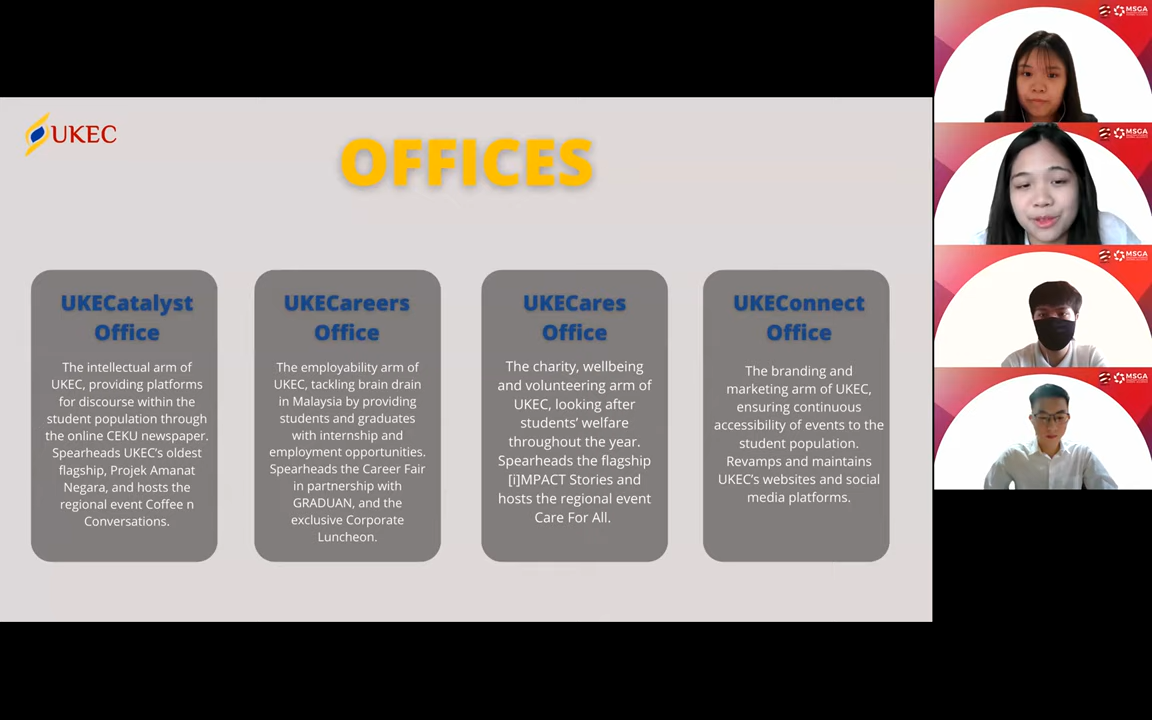 UKEC
OFFICES
UKECatalyst
Office
The intellectual arm of
UKEC, providing platforms
for discourse within the
student population through
the online CEKU newspaper.
Spearheads UKEC's oldest
flagship, Projek Amanat
Negara, and hosts the
regional event Coffee n
Conversations.
UKECareers
Office
The employability arm of
UKEC, tackling brain drain
in Malaysia by providing
students and graduates
with internship and
employment opportunities.
Spearheads the Career Fair
in partnership with
GRADUAN, and the
exclusive Corporate
Luncheon.
UKECares
Office
The charity, wellbeing
and volunteering arm of
UKEC, looking after
students' welfare
throughout the year.
Spearheads the flagship
[i]MPACT Stories and
hosts the regional event
Care For All.
UKEConnect
Office
The branding and
marketing arm of UKEC,
ensuring continuous
accessibility of events to the
student population.
Revamps and maintains
UKEC's websites and social
media platforms.
MSGA
MSGA
MSGA
MSGA